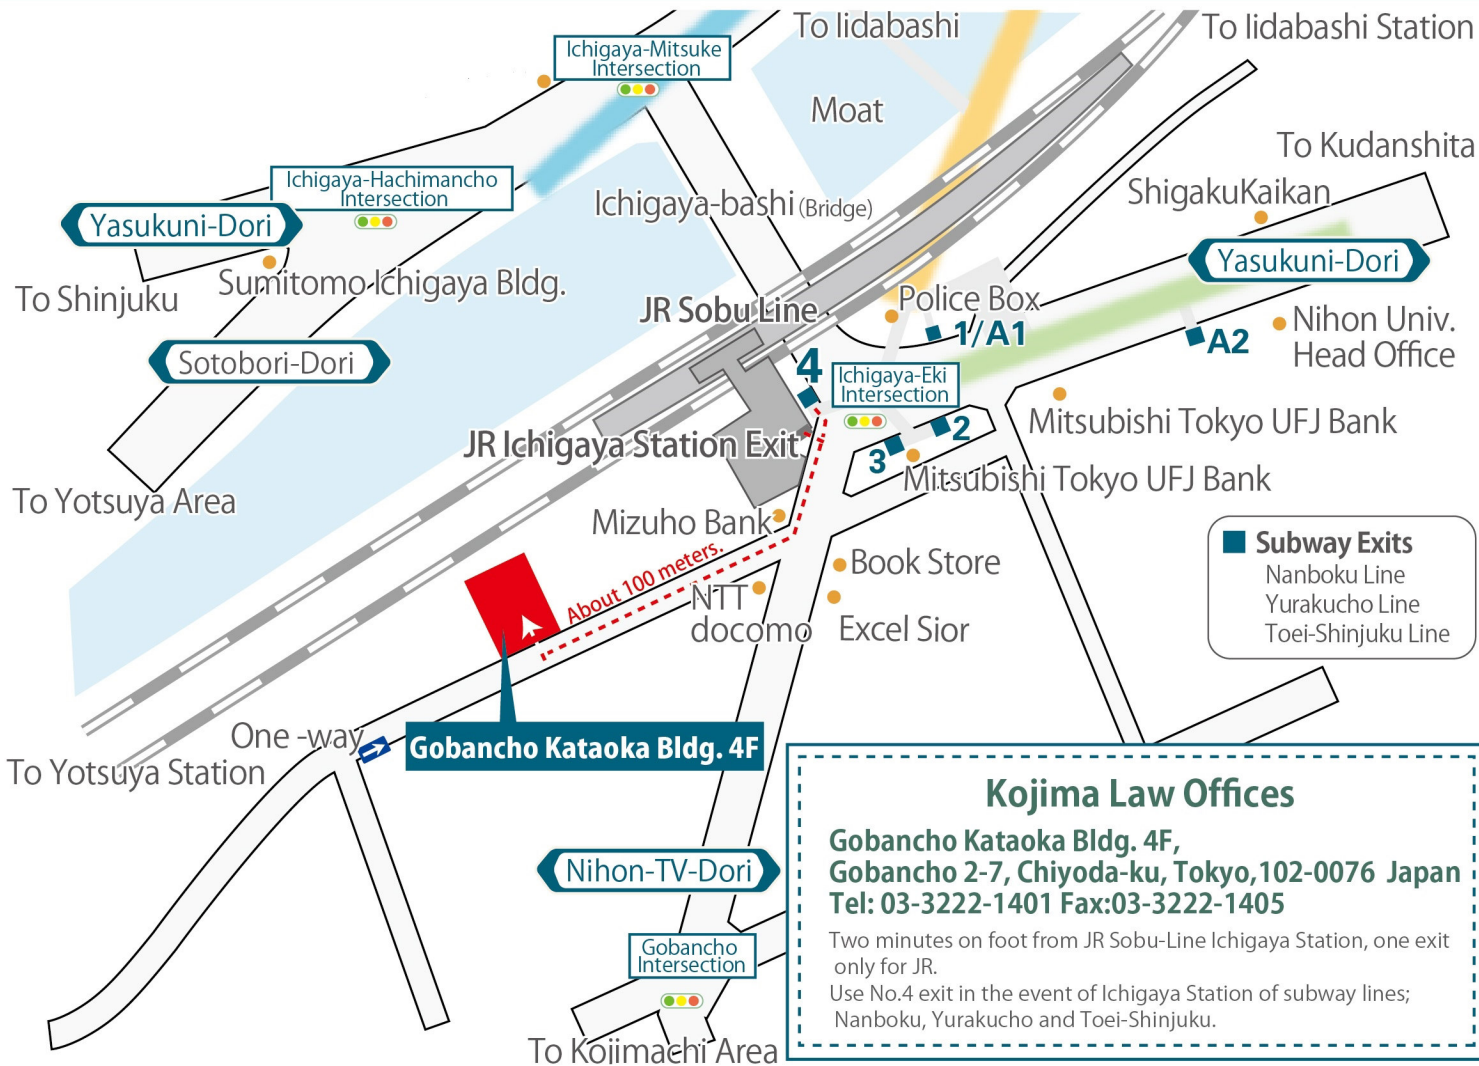 To Iidabashi
To Iidabashi Station
Ichigaya-Mitsuke
Intersection
Moat
To Kudanshita
Ichigaya-Hachimancho
Intersection
ShigakuKaikan
Ichigaya-bashi (Bridge)
Yasukuni-Dori
Yasukuni-Dori
Sumitomo Ichigaya Bldg.
To Shinjuku
JR Sobu Line
Police Box
1/A1
A2
Nihon Univ.
Head Office
Sotobori-Dori
4
Ichigaya-Eki
Intersection
Mitsubishi Tokyo UFJ Bank
2
JR Ichigaya Station Exit
3
Mitsubishi Tokyo UFJ Bank
To Yotsuya Area
Mizuho Bank
Subway Exits
Nanboku Line
Yurakucho Line
Toei-Shinjuku Line
Book Store
About 100 meters.
NTT
docomo
Excel Sior
One -way
Gobancho Kataoka Bldg. 4F
To Yotsuya Station
Kojima Law Offices
Gobancho Kataoka Bldg. 4F,
Gobancho 2-7, Chiyoda-ku, Tokyo,102-0076 Japan
Tel: 03-3222-1401 Fax:03-3222-1405
Two minutes on foot from JR Sobu-Line Ichigaya Station, one exit
only for JR.
Use No.4 exit in the event of Ichigaya Station of subway lines;
Nanboku, Yurakucho and Toei-Shinjuku.
Nihon-TV-Dori
Gobancho
Intersection
To Kojimachi Area